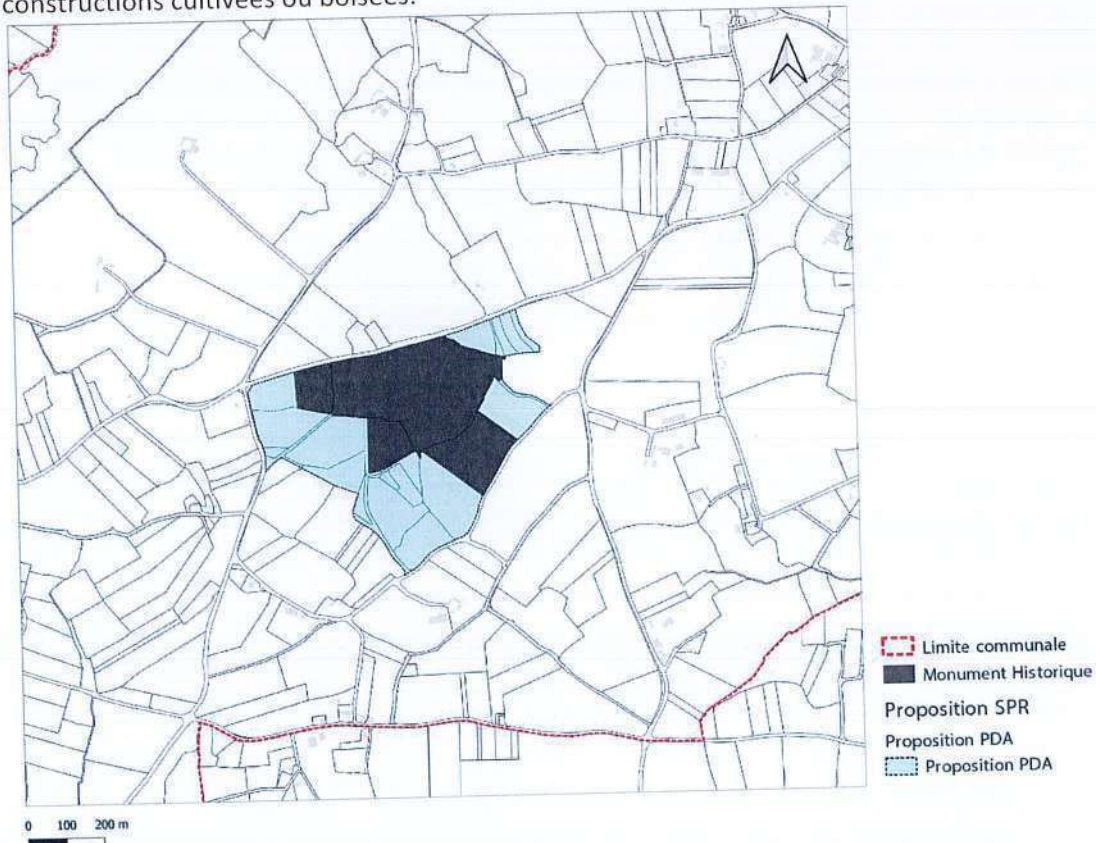 constructions cultivées ou boisées.
Limite communale
Monument Historique
Proposition SPR
Proposition PDA
Proposition PDA
0 100 200 m